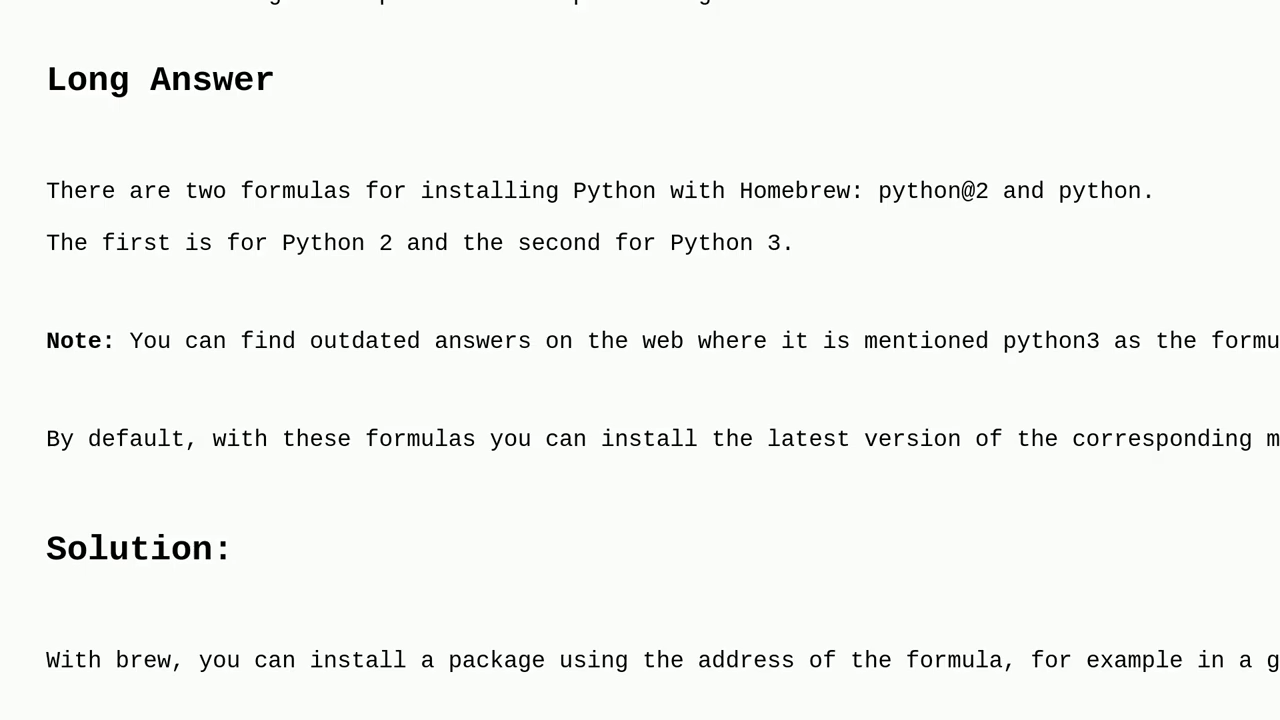 Long Answer
There are two formulas for installing Python with Homebrew: python@2 and python.
The first is for Python 2 and the second for Python 3.
Note: You can find outdated answers on the web where it is mentioned python3 as the formu
By default, with these formulas you can install the latest version of the corresponding m
Solution:
With brew, you can install a package using the address of the formula, for example in a g